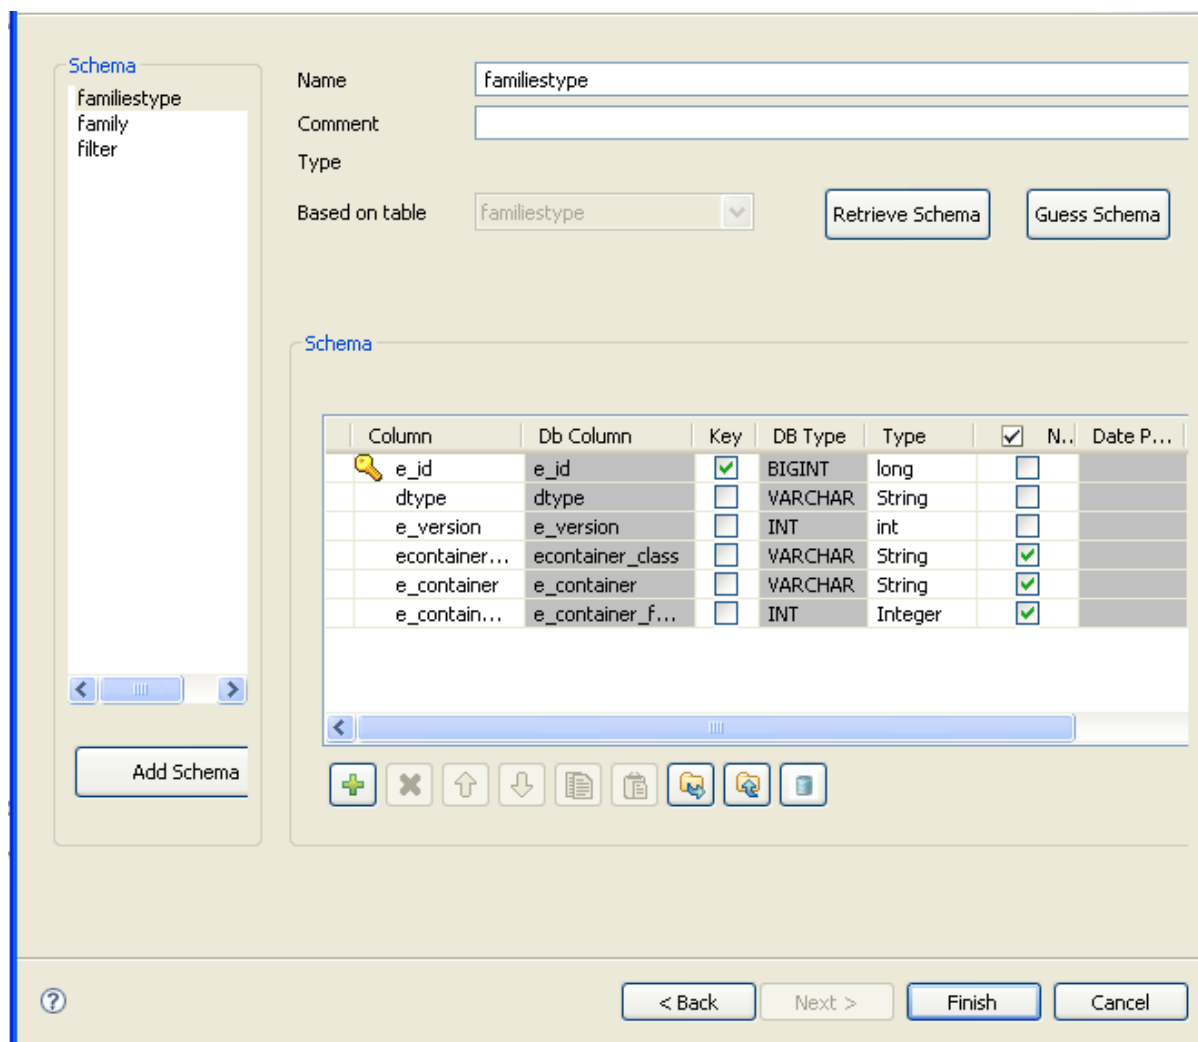 Schema
familiestype
family
filter
Add Schema
Name familiestype
Comment
Type
Based on table familiestype Retrieve Schema Guess Schema
Schema
Column Db Column Key DB Type Type N.. Date P...
e_id e_id BIGINT long
dtype dtype VARCHAR String
e_version e_version INT int
econtainer... econtainer_class VARCHAR String
e_container e_container VARCHAR String
e_contain... e_container_f... INT Integer
? < Back Next > Finish Cancel